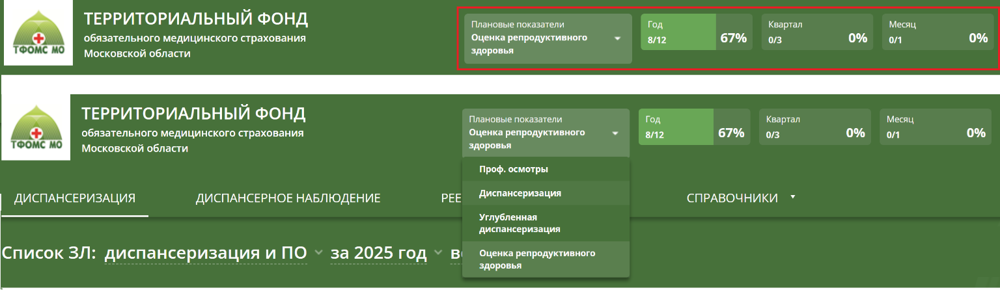 ТФОМС МО
ТЕРРИТОРИАЛЬНЫЙ ФОНД
обязательного медицинского страхования
Московской области
Плановые показатели
Оценка репродуктивного
здоровья
Год
8/12
67%
Квартал
0/3
0%
Месяц
0/1
0%
ТФОМС МО
ТЕРРИТОРИАЛЬНЫЙ ФОНД
обязательного медицинского страхования
Московской области
Плановые показатели
Оценка репродуктивного
здоровья
Год
8/12
67%
Квартал
0/3
0%
Месяц
0/1
0%
Проф. осмотры
Диспансеризация
Углубленная
диспансеризация
Оценка репродуктивного
здоровья
ДИСПАНСЕРИЗАЦИЯ
ДИСПАНСЕРНОЕ НАБЛЮДЕНИЕ
РЕЕ
СПРАВОЧНИКИ
Список ЗЛ: диспансеризация и ПО за 2025 год